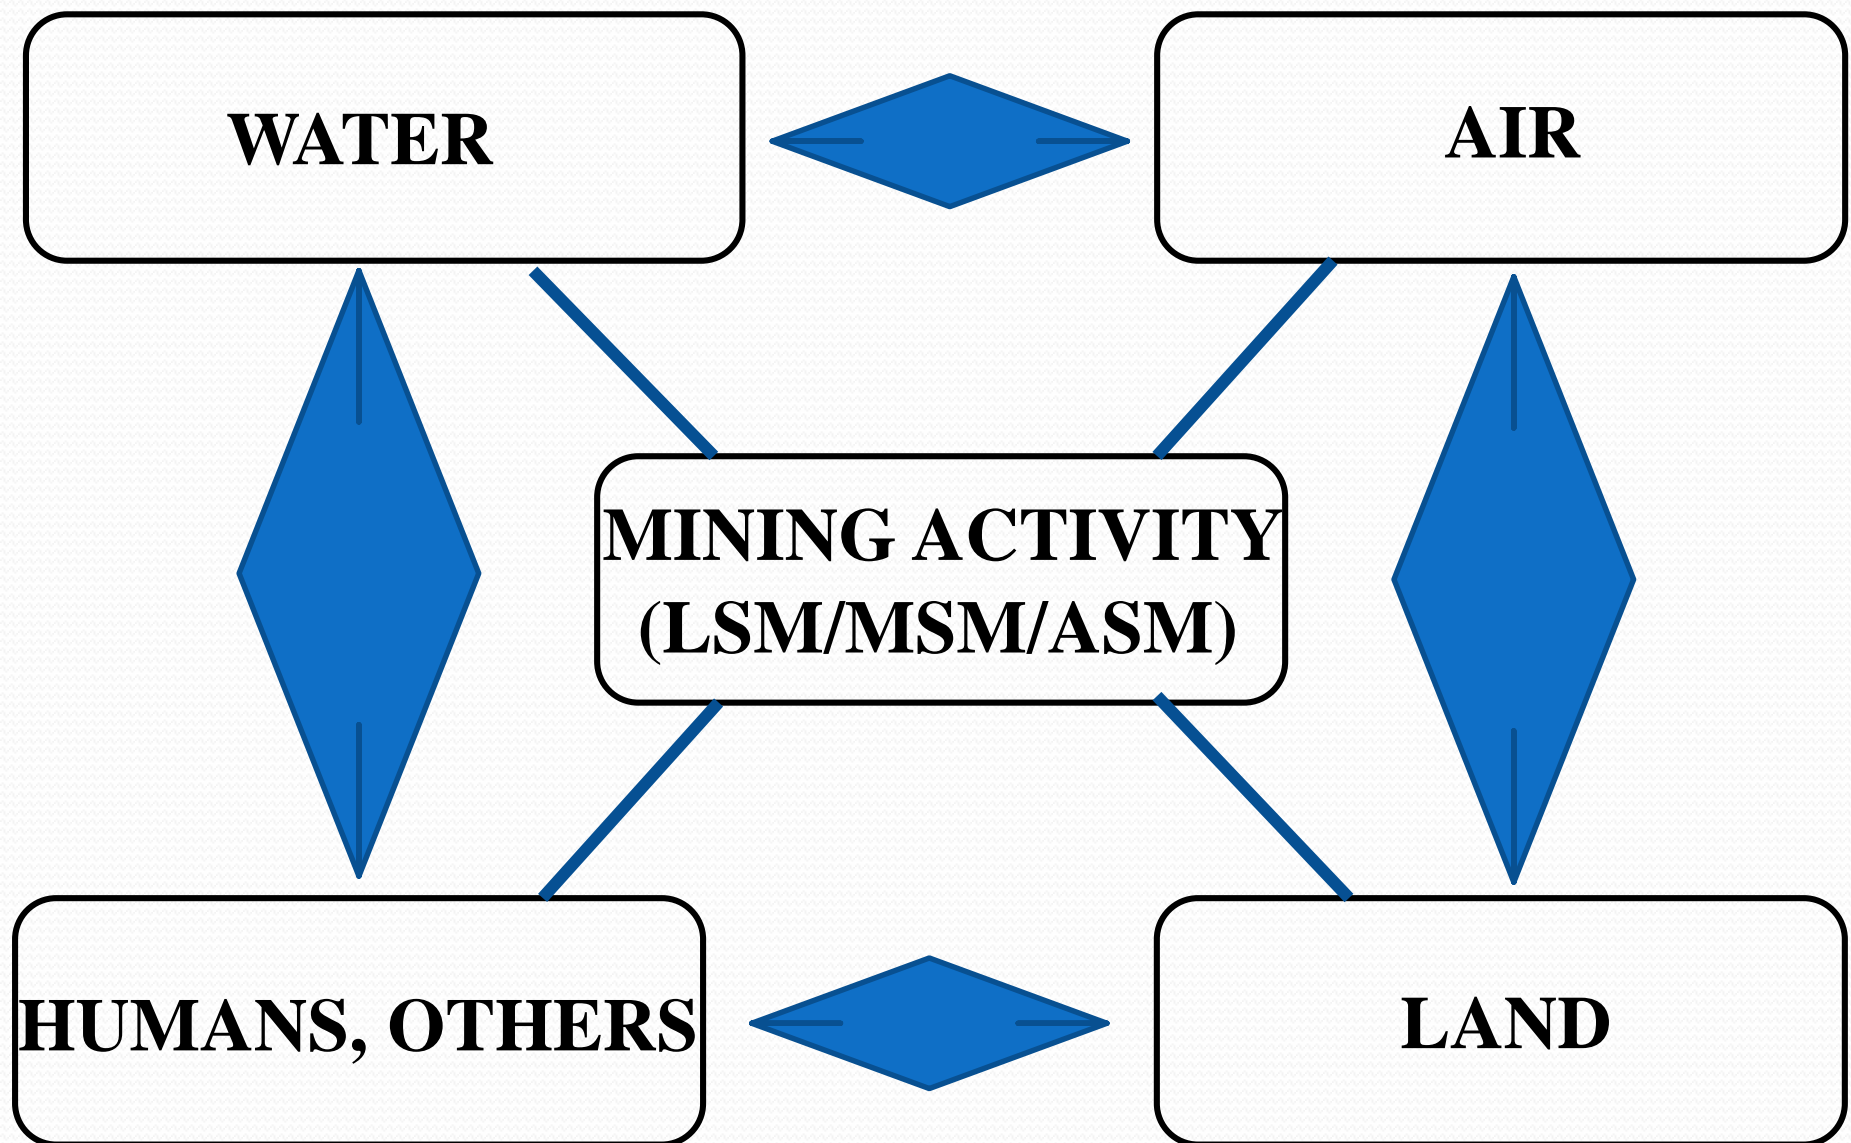 WATER
AIR
MINING ACTIVITY
(LSM/MSM/ASM)
HUMANS, OTHERS
LAND